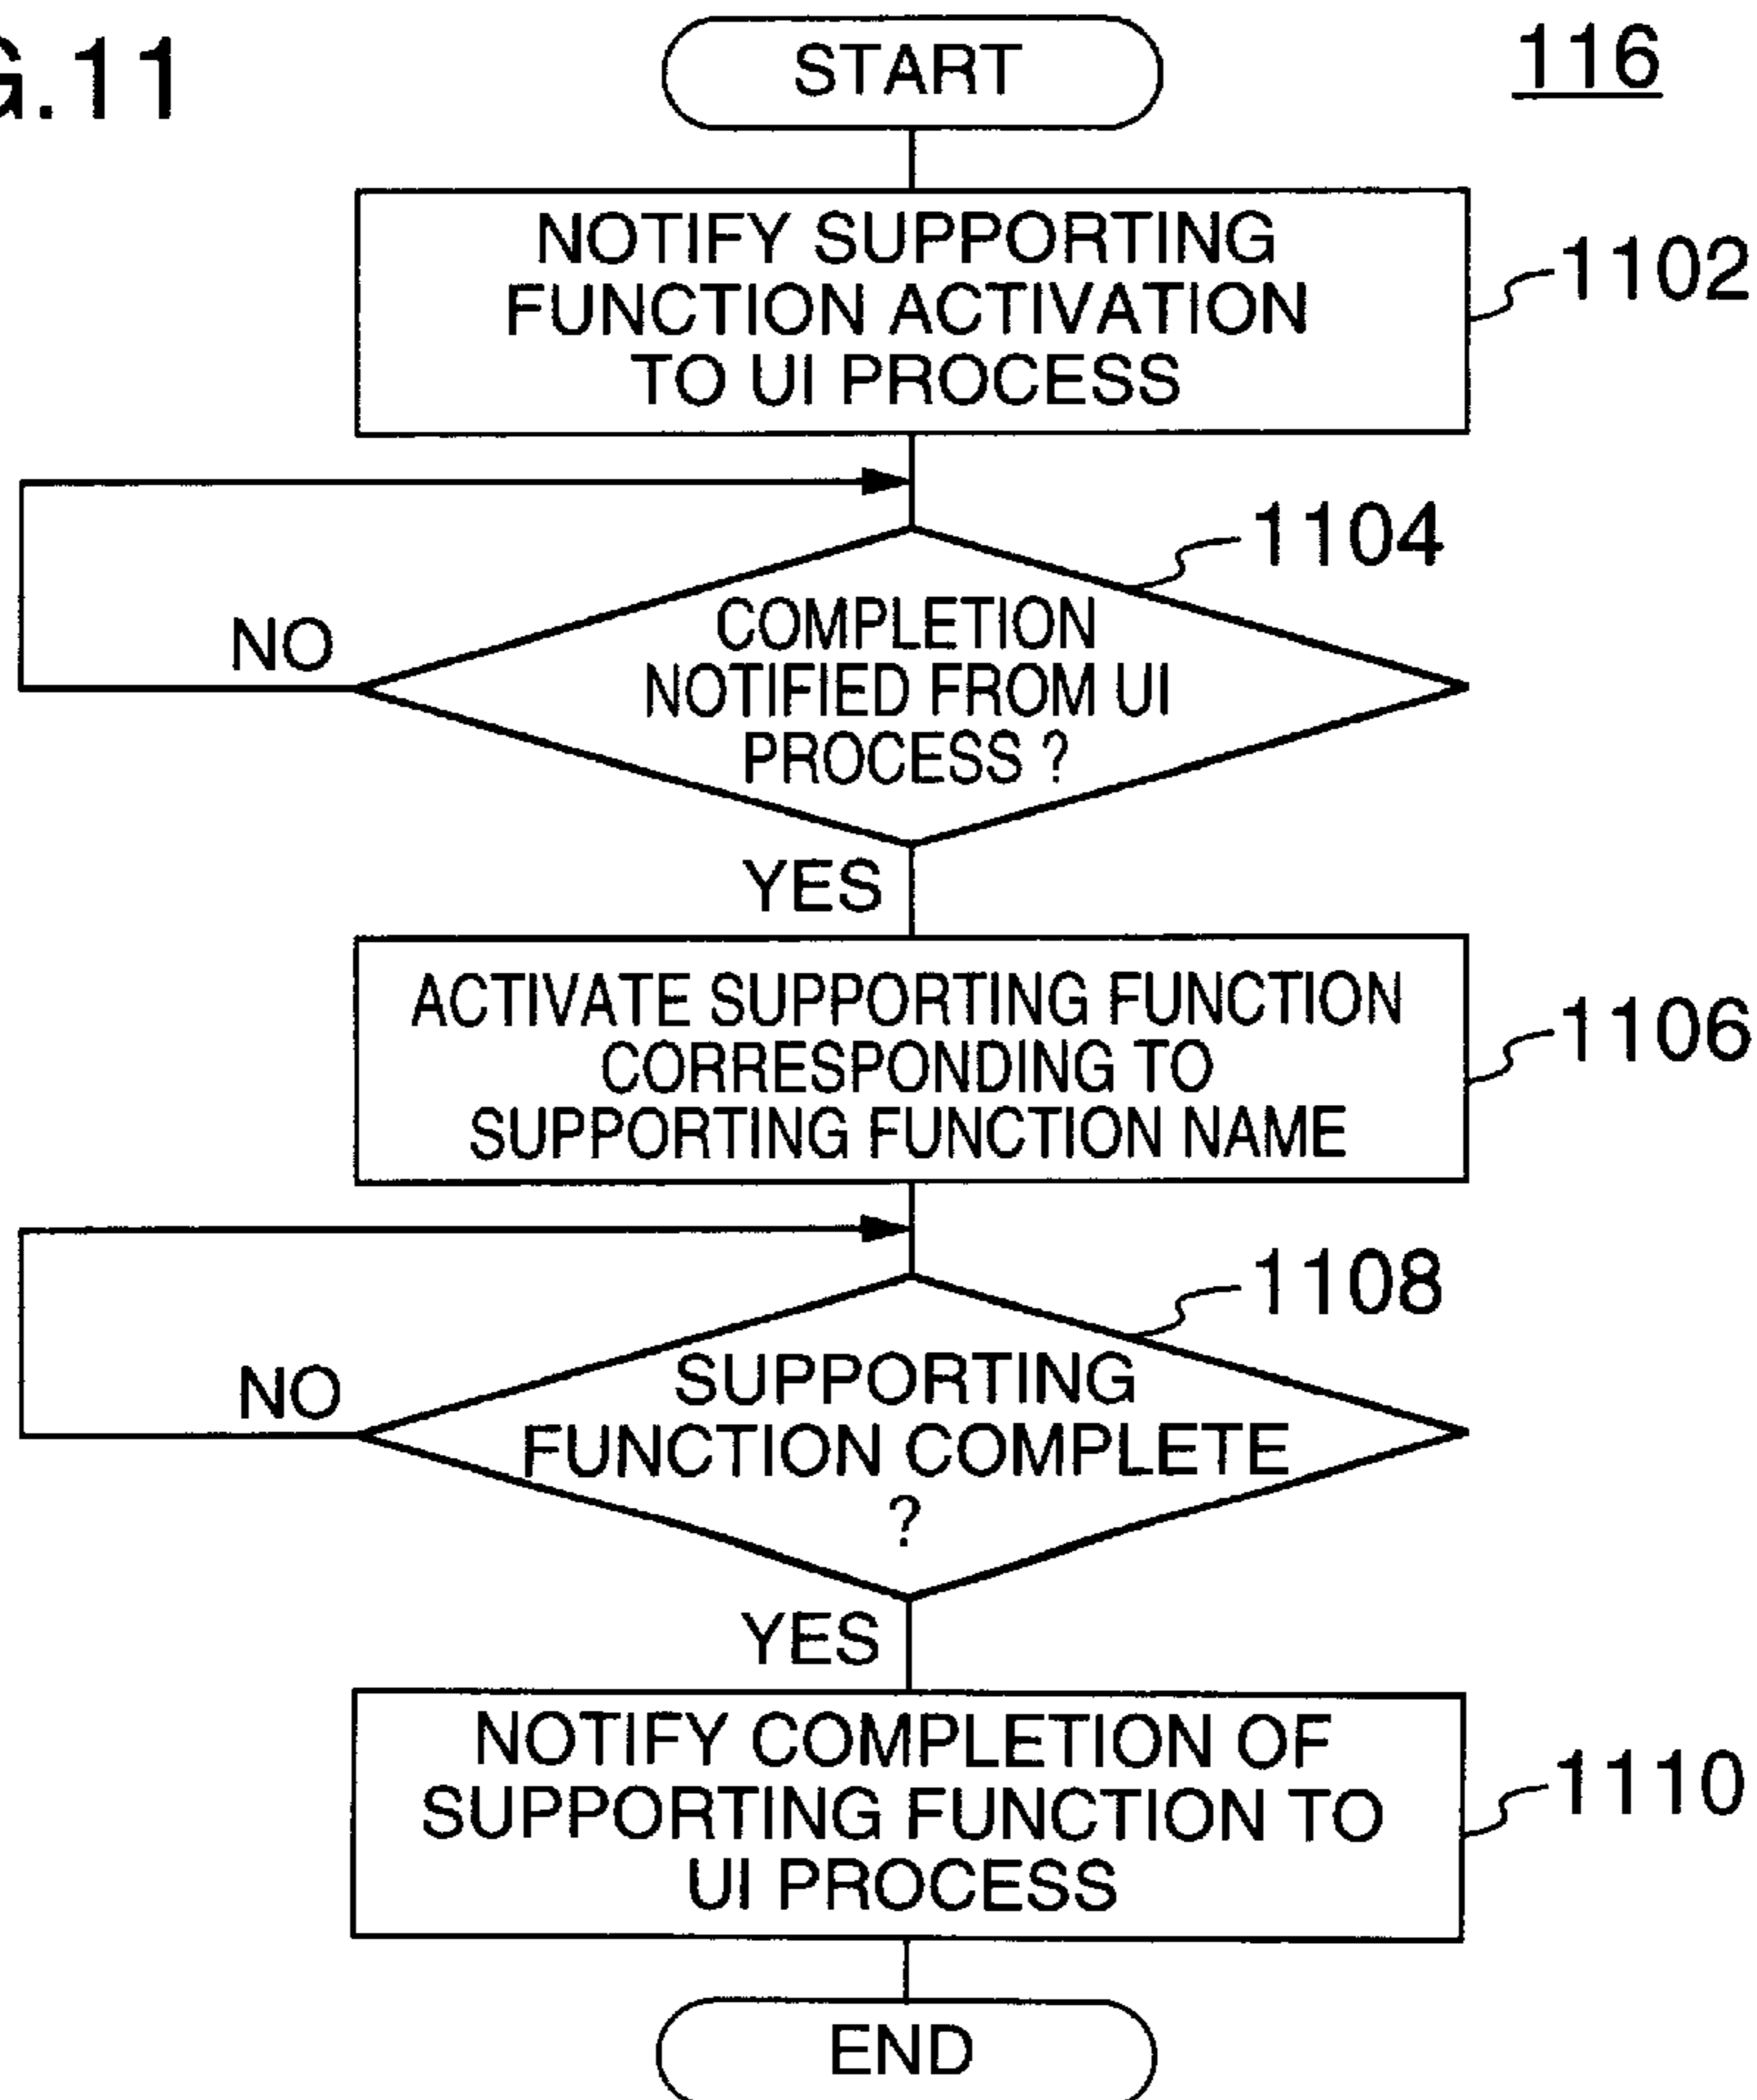 G.11
START
116
NOTIFY SUPPORTING
FUNCTION ACTIVATION
TO UI PROCESS
1102
1104
COMPLETION
NOTIFIED FROM UI
PROCESS ?
NO
YES
ACTIVATE SUPPORTING FUNCTION
CORRESPONDING TO
SUPPORTING FUNCTION NAME
1106
1108
SUPPORTING
FUNCTION COMPLETE
?
NO
YES
NOTIFY COMPLETION OF
SUPPORTING FUNCTION TO
UI PROCESS
1110
END